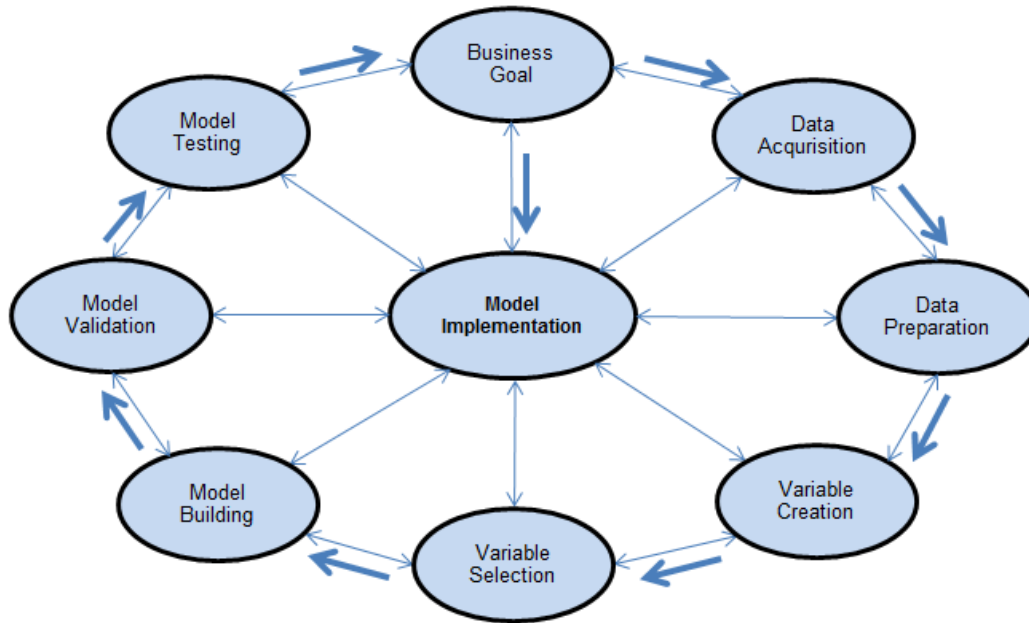 Business
Goal
Data
Acqurisition
Data
Preparation
Variable
Creation
Variable
Selection
Model
Building
Model
Validation
Model
Testing
Model
Implementation